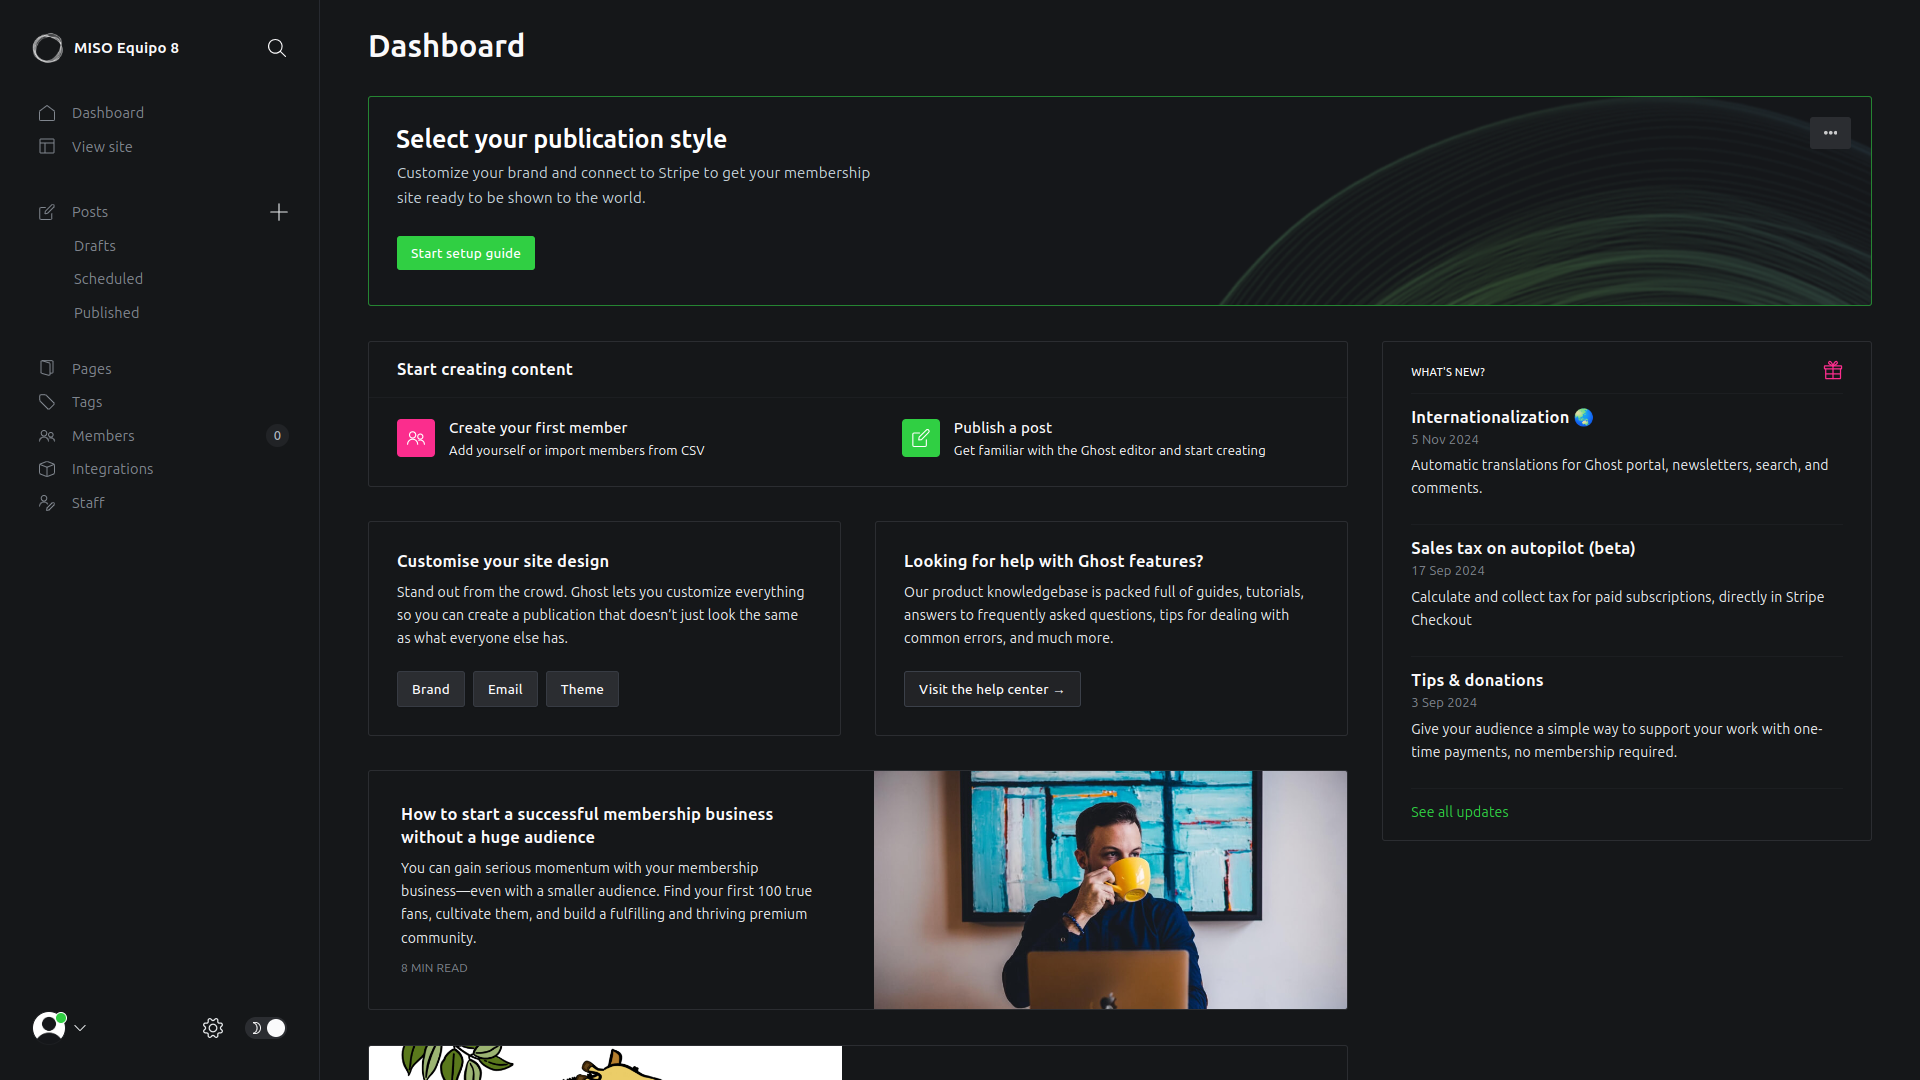 MISO Equipo 8
Dashboard
View site
Posts
Drafts
Scheduled
Published
Pages
Tags
Members
0
Integrations
Staff
Dashboard
Select your publication style
Customize your brand and connect to Stripe to get your membership
site ready to be shown to the world.
Start setup guide
Start creating content
Create your first member
Add yourself or import members from CSV
Publish a post
Get familiar with the Ghost editor and start creating
Customise your site design
Stand out from the crowd. Ghost lets you customize everything
so you can create a publication that doesn’t just look the same
as what everyone else has.
Brand
Email
Theme
Looking for help with Ghost features?
Our product knowledgebase is packed full of guides, tutorials,
answers to frequently asked questions, tips for dealing with
common errors, and much more.
Visit the help center →
How to start a successful membership business
without a huge audience
You can gain serious momentum with your membership
business—even with a smaller audience. Find your first 100 true
fans, cultivate them, and build a fulfilling and thriving premium
community.
8 MIN READ
WHAT'S NEW?
Internationalization 🌏
5 Nov 2024
Automatic translations for Ghost portal, newsletters, search, and
comments.
Sales tax on autopilot (beta)
17 Sep 2024
Calculate and collect tax for paid subscriptions, directly in Stripe
Checkout
Tips & donations
3 Sep 2024
Give your audience a simple way to support your work with one-
time payments, no membership required.
See all updates